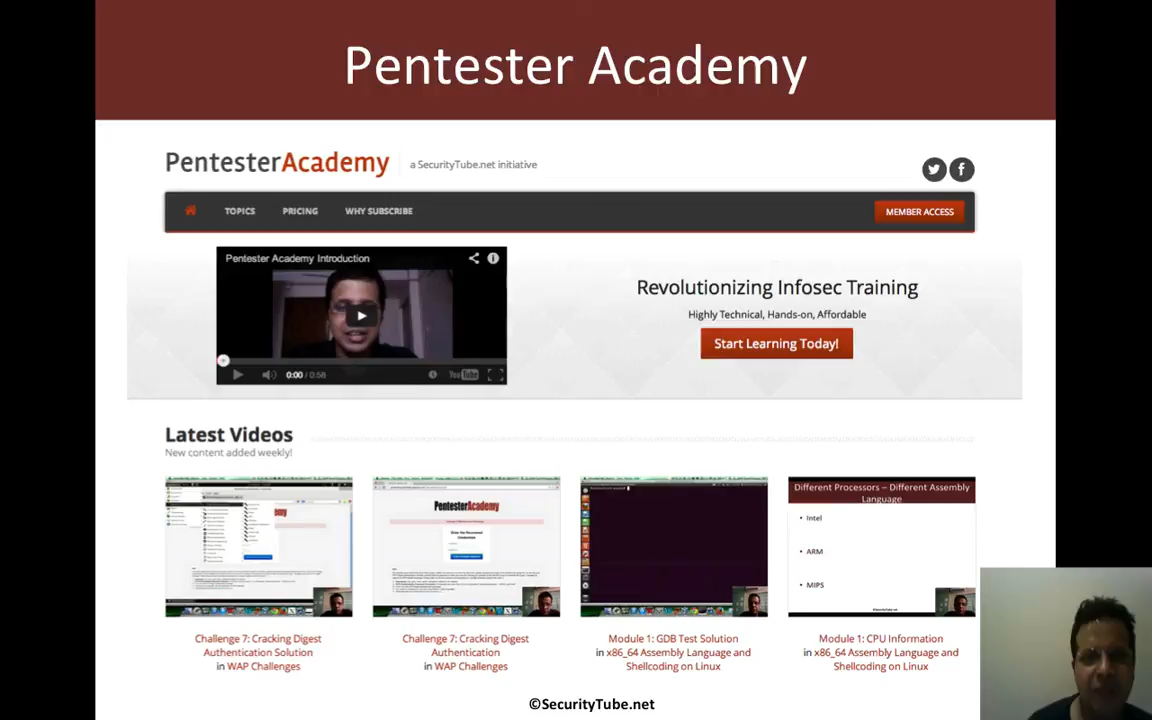 Pentester Academy
PentesterAcademy
a SecurityTube.net initiative
TOPICS
PRICING
WHY SUBSCRIBE
MEMBER ACCESS
Pentester Academy Introduction
0:00 / 0:58
YouTube
Revolutionizing Infosec Training
Highly Technical, Hands-on, Affordable
Start Learning Today!
Latest Videos
New content added weekly!
PentesterAcademy
Different Processors – Different Assembly
Language
• Intel
• ARM
• MIPS
Challenge 7: Cracking Digest
Authentication Solution
in WAP Challenges
Challenge 7: Cracking Digest
Authentication
in WAP Challenges
Module 1: GDB Test Solution
in x86_64 Assembly Language and
Shellcoding on Linux
Module 1: CPU Information
in x86_64 Assembly Language and
Shellcoding on Linux
©SecurityTube.net